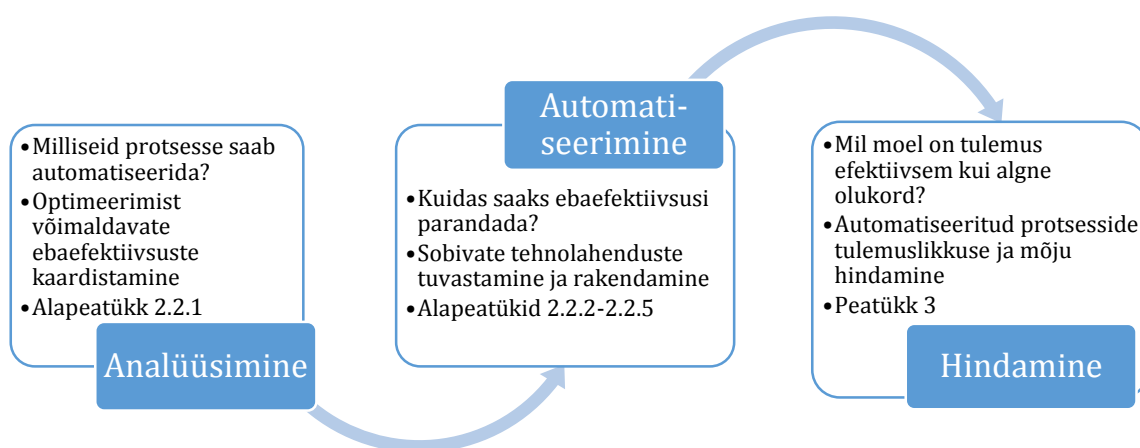 •Milliseid protsesse saab
automatiseerida?
•Optimeerimist
võimaldavate
ebaefektiivsuste
kaardistamine
•Alapeatükk 2.2.1
Analüüsimine
Automati-
seerimine
•Kuidas saaks ebaefektiivsusi
parandada?
•Sobivate tehnolahenduste
tuvastamine ja rakendamine
•Alapeatükid 2.2.2-2.2.5
•Mil moel on tulemus
efektiivsem kui algne
olukord?
•Automatiseeritud protsesside
tulemuslikkuse ja mõju
hindamine
•Peatükk 3
Hindamine